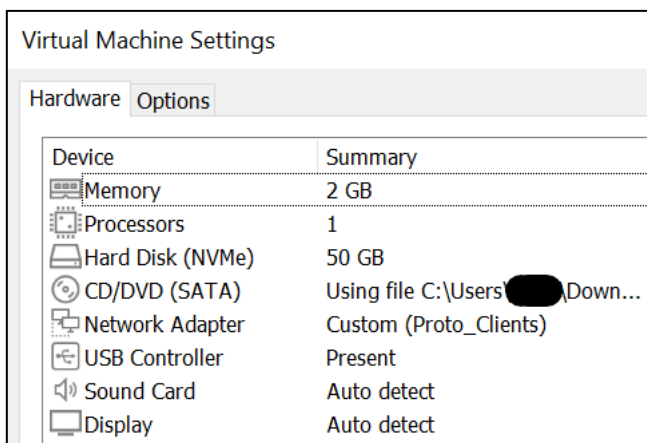 Virtual Machine Settings
Hardware Options
Device Summary
Memory 2 GB
Processors 1
Hard Disk (NVMe) 50 GB
CD/DVD (SATA) Using file C:\Users\ \Down...
Network Adapter Custom (Proto_Clients)
USB Controller Present
Sound Card Auto detect
Display Auto detect